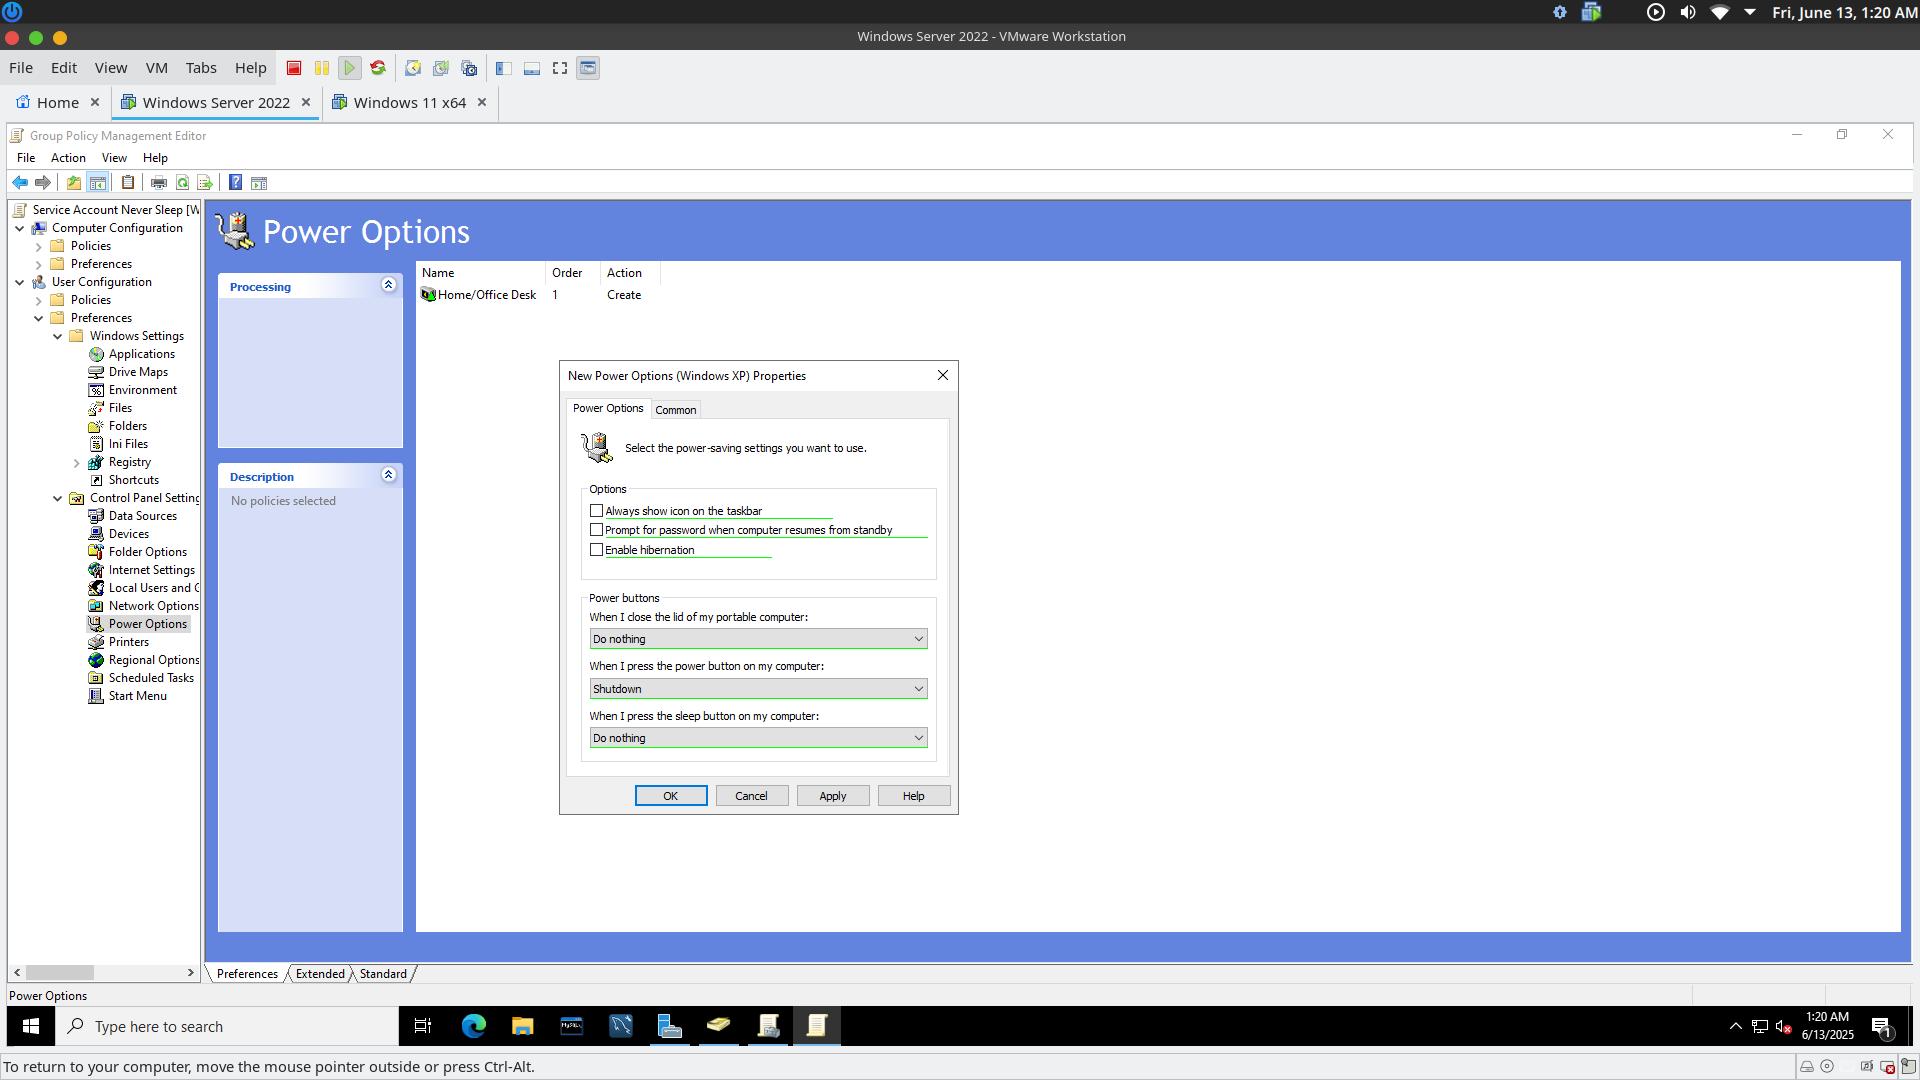 Fri, June 13, 1:20 AM
Windows Server 2022 - VMware Workstation
File Edit View VM Tabs Help
Home
Windows Server 2022
Windows 11 x64
Group Policy Management Editor
File Action View Help
Service Account Never Sleep [W
Computer Configuration
Policies
Preferences
User Configuration
Policies
Preferences
Windows Settings
Applications
Drive Maps
Environment
Files
Folders
Ini Files
Registry
Shortcuts
Control Panel Setting
Data Sources
Devices
Folder Options
Internet Settings
Local Users and G
Network Options
Power Options
Printers
Regional Options
Scheduled Tasks
Start Menu
Power Options
Processing
Description
No policies selected
Name Order Action
Home/Office Desk 1 Create
New Power Options (Windows XP) Properties
Power Options Common
Select the power-saving settings you want to use.
Options
Always show icon on the taskbar
Prompt for password when computer resumes from standby
Enable hibernation
Power buttons
When I close the lid of my portable computer:
Do nothing
When I press the power button on my computer:
Shutdown
When I press the sleep button on my computer:
Do nothing
OK Cancel Apply Help
Preferences Extended Standard
Power Options
Type here to search
MySQL
1:20 AM
6/13/2025
1
To return to your computer, move the mouse pointer outside or press Ctrl-Alt.